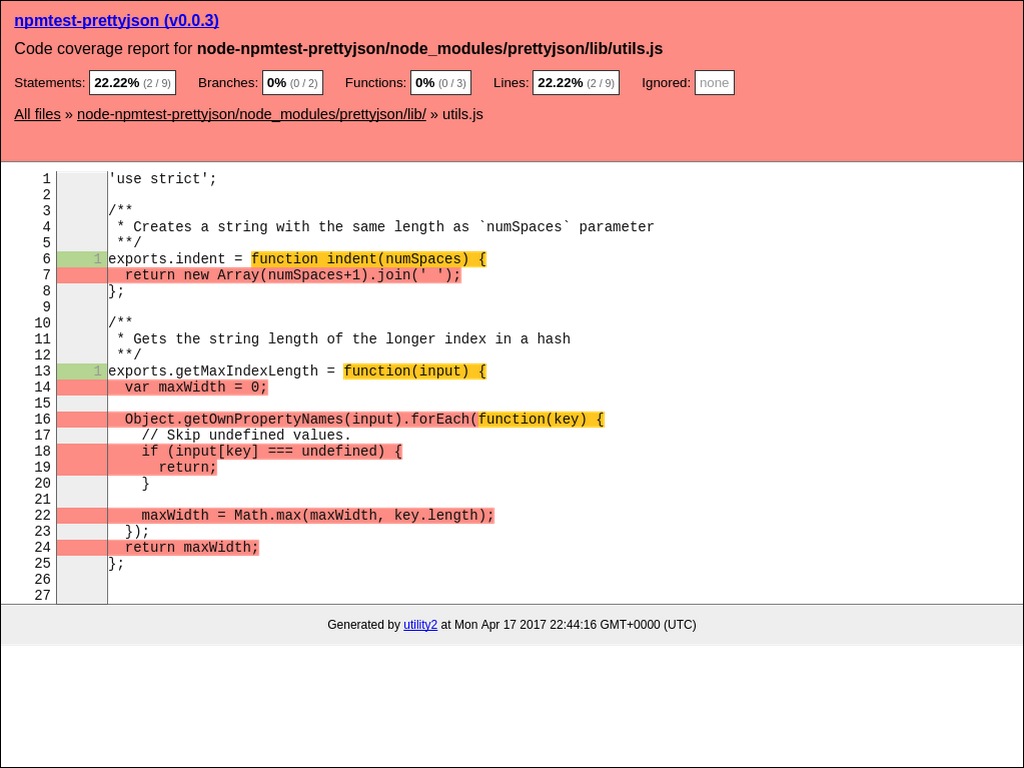 npmtest-prettyjson (v0.0.3)
Code coverage report for node-npmtest-prettyjson/node_modules/prettyjson/lib/utils.js
Statements: 22.22% (2 / 9) Branches: 0% (0 / 2) Functions: 0% (0 / 3) Lines: 22.22% (2 / 9) Ignored: none
All files » node-npmtest-prettyjson/node_modules/prettyjson/lib/ » utils.js
1 'use strict';
2
3 /**
4  * Creates a string with the same length as `numSpaces` parameter
5  **/
6 1 exports.indent = function indent(numSpaces) {
7   return new Array(numSpaces+1).join(' ');
8 };
9
10 /**
11  * Gets the string length of the longer index in a hash
12  **/
13 1 exports.getMaxIndexLength = function(input) {
14   var maxWidth = 0;
15
16   Object.getOwnPropertyNames(input).forEach(function(key) {
17     // Skip undefined values.
18     if (input[key] === undefined) {
19       return;
20     }
21
22     maxWidth = Math.max(maxWidth, key.length);
23   });
24   return maxWidth;
25 };
26
27
Generated by utility2 at Mon Apr 17 2017 22:44:16 GMT+0000 (UTC)